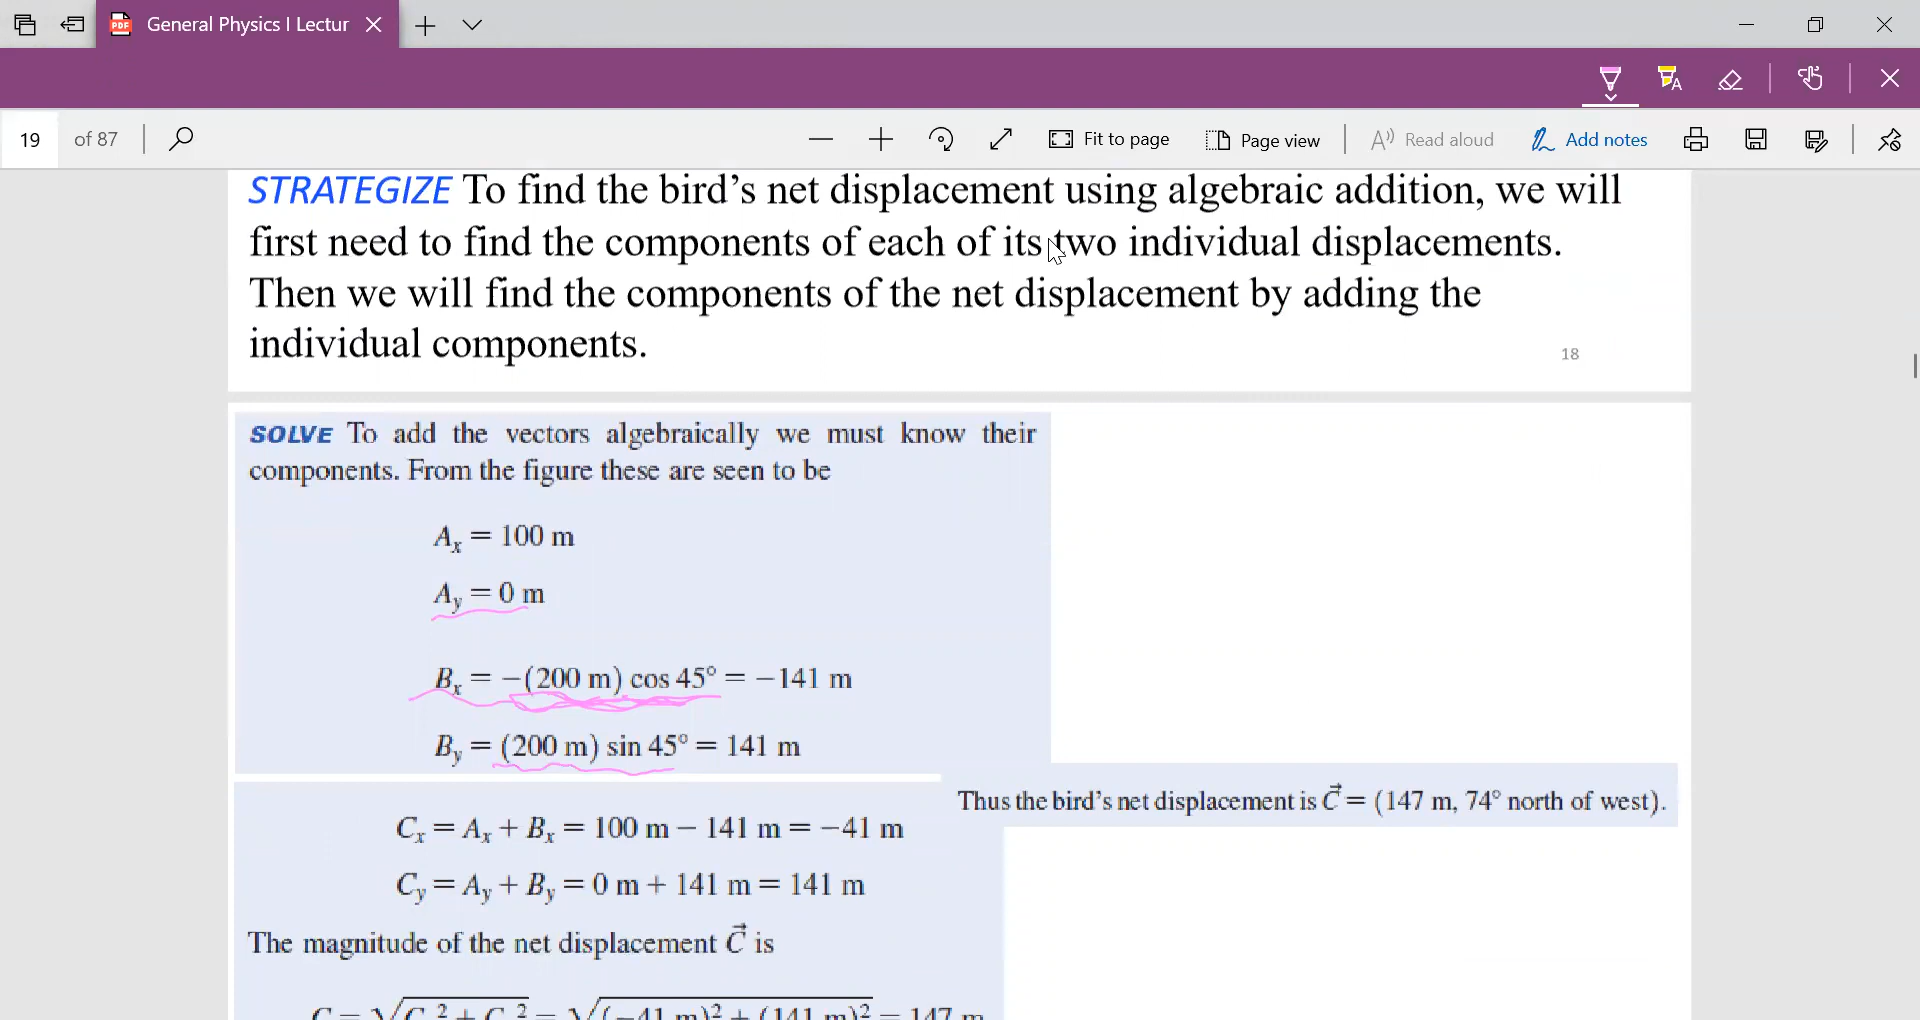 General Physics I Lectur
19 of 87
Fit to page
Page view
Read aloud
Add notes
STRATEGIZE To find the bird’s net displacement using algebraic addition, we will
first need to find the components of each of its two individual displacements.
Then we will find the components of the net displacement by adding the
individual components.
18
SOLVE To add the vectors algebraically we must know their
components. From the figure these are seen to be
Aₓ = 100 m
A_y = 0 m
Bₓ = −(200 m) cos 45° = −141 m
B_y = (200 m) sin 45° = 141 m
Thus the bird’s net displacement is C⃗ = (147 m, 74° north of west).
Cₓ = Aₓ + Bₓ = 100 m − 141 m = −41 m
C_y = A_y + B_y = 0 m + 141 m = 141 m
The magnitude of the net displacement C⃗ is